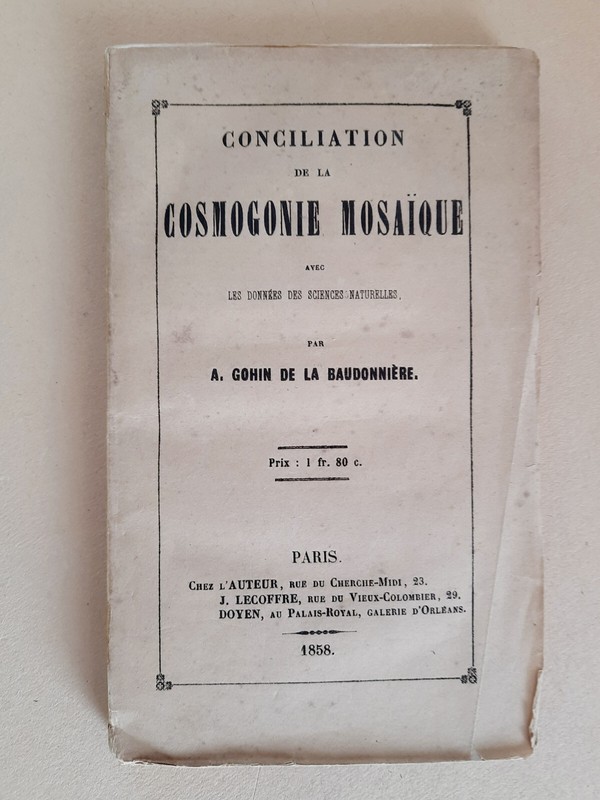 CONCILIATION
DE LA
COSMOGONIE MOSAÏQUE
AVEC
LES DONNÉES DES SCIENCES NATURELLES.
PAR
A. GOHIN DE LA BAUDONNIÈRE.
Prix : 1 fr. 80 c.
PARIS.
CHEZ L'AUTEUR, RUE DU CHERCHE-MIDI, 23.
J. LECOFFRE, RUE DU VIEUX-COLOMBIER, 29.
DOYEN, AU PALAIS-ROYAL, GALERIE D'ORLÉANS.
1858.